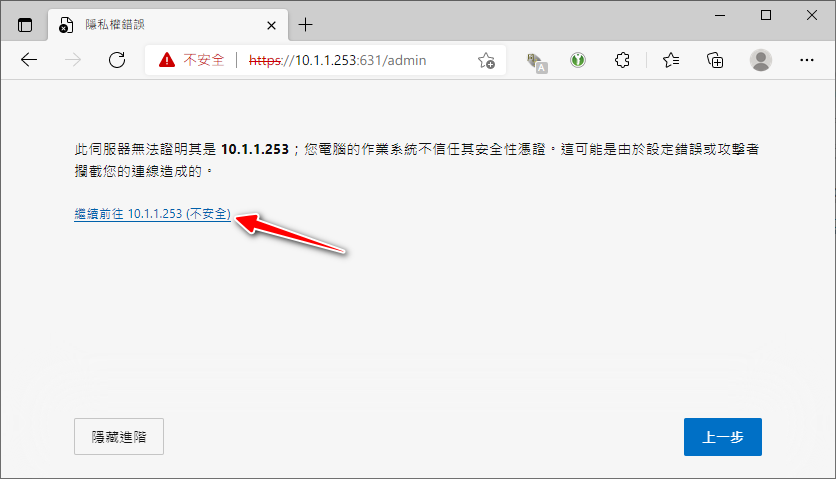 隱私權錯誤
不安全 https://10.1.1.253:631/admin
A
此伺服器無法證明其是 10.1.1.253；您電腦的作業系統不信任其安全性憑證。這可能是由於設定錯誤或攻擊者
攔截您的連線造成的。
繼續前往 10.1.1.253 (不安全)
隱藏進階
上一步